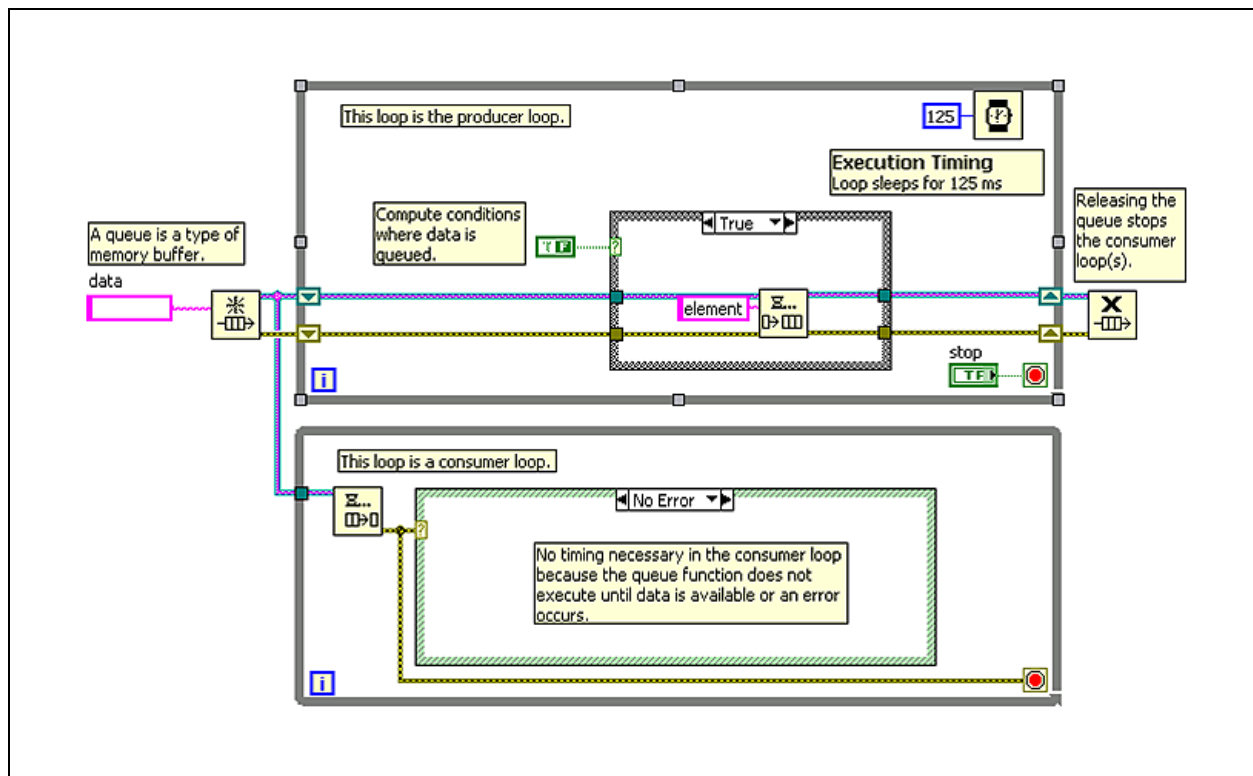 This loop is the producer loop.
125
Execution Timing
Loop sleeps for 125 ms
Releasing the
queue stops
the consumer
loop(s).
Compute conditions
where data is
queued.
True
A queue is a type of
memory buffer.
data
T F
?
element
stop
TF
i
This loop is a consumer loop.
No Error
?
No timing necessary in the consumer loop
because the queue function does not
execute until data is available or an error
occurs.
i